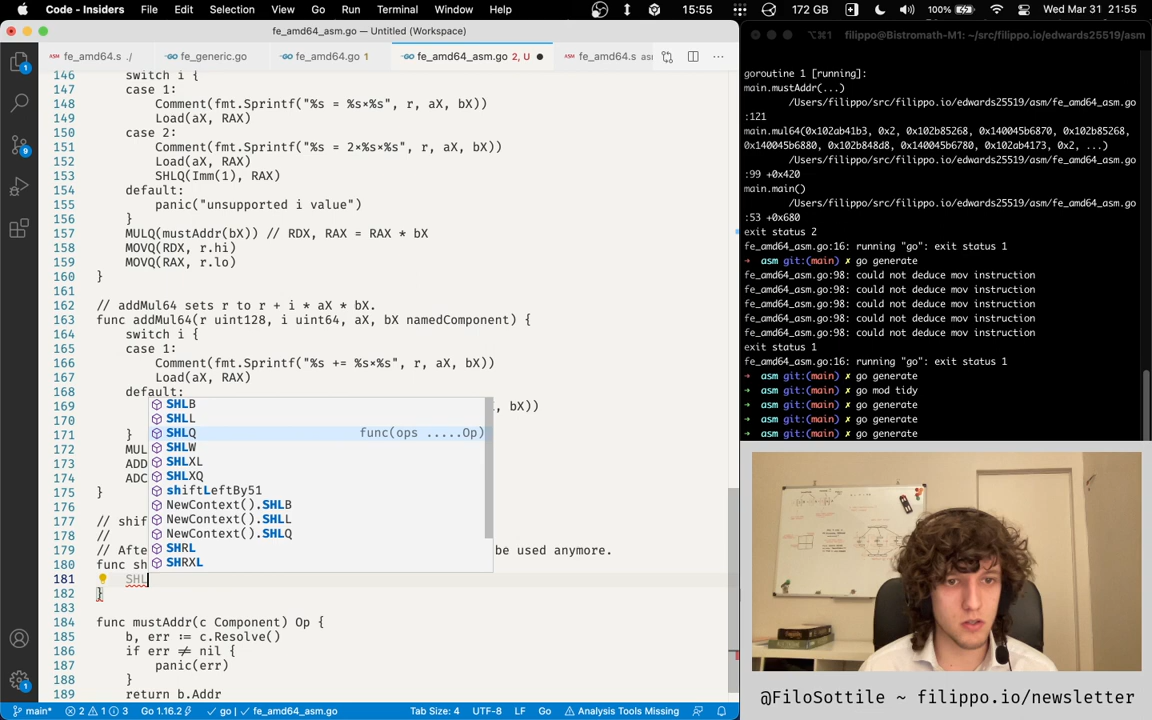 Code - Insiders File Edit Selection View Go Run Terminal Window Help 15:55 172 GB 100% Wed Mar 31 21:55
fe_amd64_asm.go — Untitled (Workspace)
fe_amd64.s ./ fe_generic.go fe_amd64.go 1 fe_amd64_asm.go 2, U fe_amd64.s asm
146 switch i {
147 case 1:
148 Comment(fmt.Sprintf("%s = %s×%s", r, aX, bX))
149 Load(aX, RAX)
150 case 2:
151 Comment(fmt.Sprintf("%s = 2×%s×%s", r, aX, bX))
152 Load(aX, RAX)
153 SHLQ(Imm(1), RAX)
154 default:
155 panic("unsupported i value")
156 }
157 MULQ(mustAddr(bX)) // RDX, RAX = RAX * bX
158 MOVQ(RDX, r.hi)
159 MOVQ(RAX, r.lo)
160 }
161
162 // addMul64 sets r to r + i * aX * bX.
163 func addMul64(r uint128, i uint64, aX, bX namedComponent) {
164 switch i {
165 case 1:
166 Comment(fmt.Sprintf("%s += %s×%s", r, aX, bX))
167 Load(aX, RAX)
168 default:
169 , bX))
170
171 }
172 MUL
173 ADD
174 ADC
175 }
176
177 // shif
178 //
179 // Afte be used anymore.
180 func sh
181 SHL
182 }
183
184 func mustAddr(c Component) Op {
185 b, err := c.Resolve()
186 if err ≠ nil {
187 panic(err)
188 }
189 return b.Addr
SHLB
SHLL
SHLQ func(ops .....Op)
SHLW
SHLXL
SHLXQ
shiftLeftBy51
NewContext().SHLB
NewContext().SHLL
NewContext().SHLQ
SHRL
SHRXL
main* 2 1 3 Go 1.16.2 go | fe_amd64_asm.go Tab Size: 4 UTF-8 LF Go Analysis Tools Missing
⌥⌘1 filippo@Bistromath-M1: ~/src/filippo.io/edwards25519/asm
goroutine 1 [running]:
main.mustAddr(...)
/Users/filippo/src/filippo.io/edwards25519/asm/fe_amd64_asm.go
:121
main.mul64(0x102ab41b3, 0x2, 0x102b85268, 0x140045b6870, 0x102b85268,
0x140045b6880, 0x102b848d8, 0x140045b6780, 0x102ab4173, 0x2, ...)
/Users/filippo/src/filippo.io/edwards25519/asm/fe_amd64_asm.go
:99 +0x420
main.main()
/Users/filippo/src/filippo.io/edwards25519/asm/fe_amd64_asm.go
:53 +0x680
exit status 2
fe_amd64_asm.go:16: running "go": exit status 1
→ asm git:(main) ✗ go generate
fe_amd64_asm.go:98: could not deduce mov instruction
fe_amd64_asm.go:98: could not deduce mov instruction
fe_amd64_asm.go:98: could not deduce mov instruction
fe_amd64_asm.go:98: could not deduce mov instruction
fe_amd64_asm.go:98: could not deduce mov instruction
exit status 1
fe_amd64_asm.go:16: running "go": exit status 1
→ asm git:(main) ✗ go generate
→ asm git:(main) ✗ go mod tidy
→ asm git:(main) ✗ go generate
→ asm git:(main) ✗ go generate
→ asm git:(main) ✗ go generate
@FiloSottile ~ filippo.io/newsletter